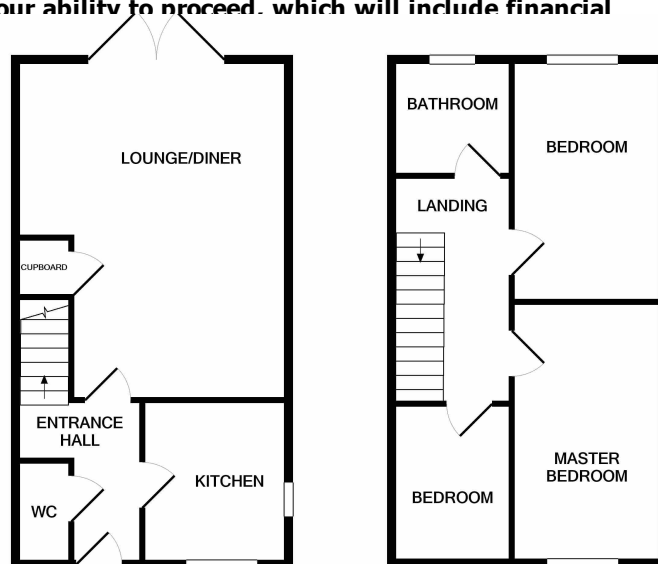 our ability to proceed, which will include financial
LOUNGE/DINER
CUPBOARD
ENTRANCE
HALL
KITCHEN
WC
BATHROOM
BEDROOM
LANDING
MASTER
BEDROOM
BEDROOM